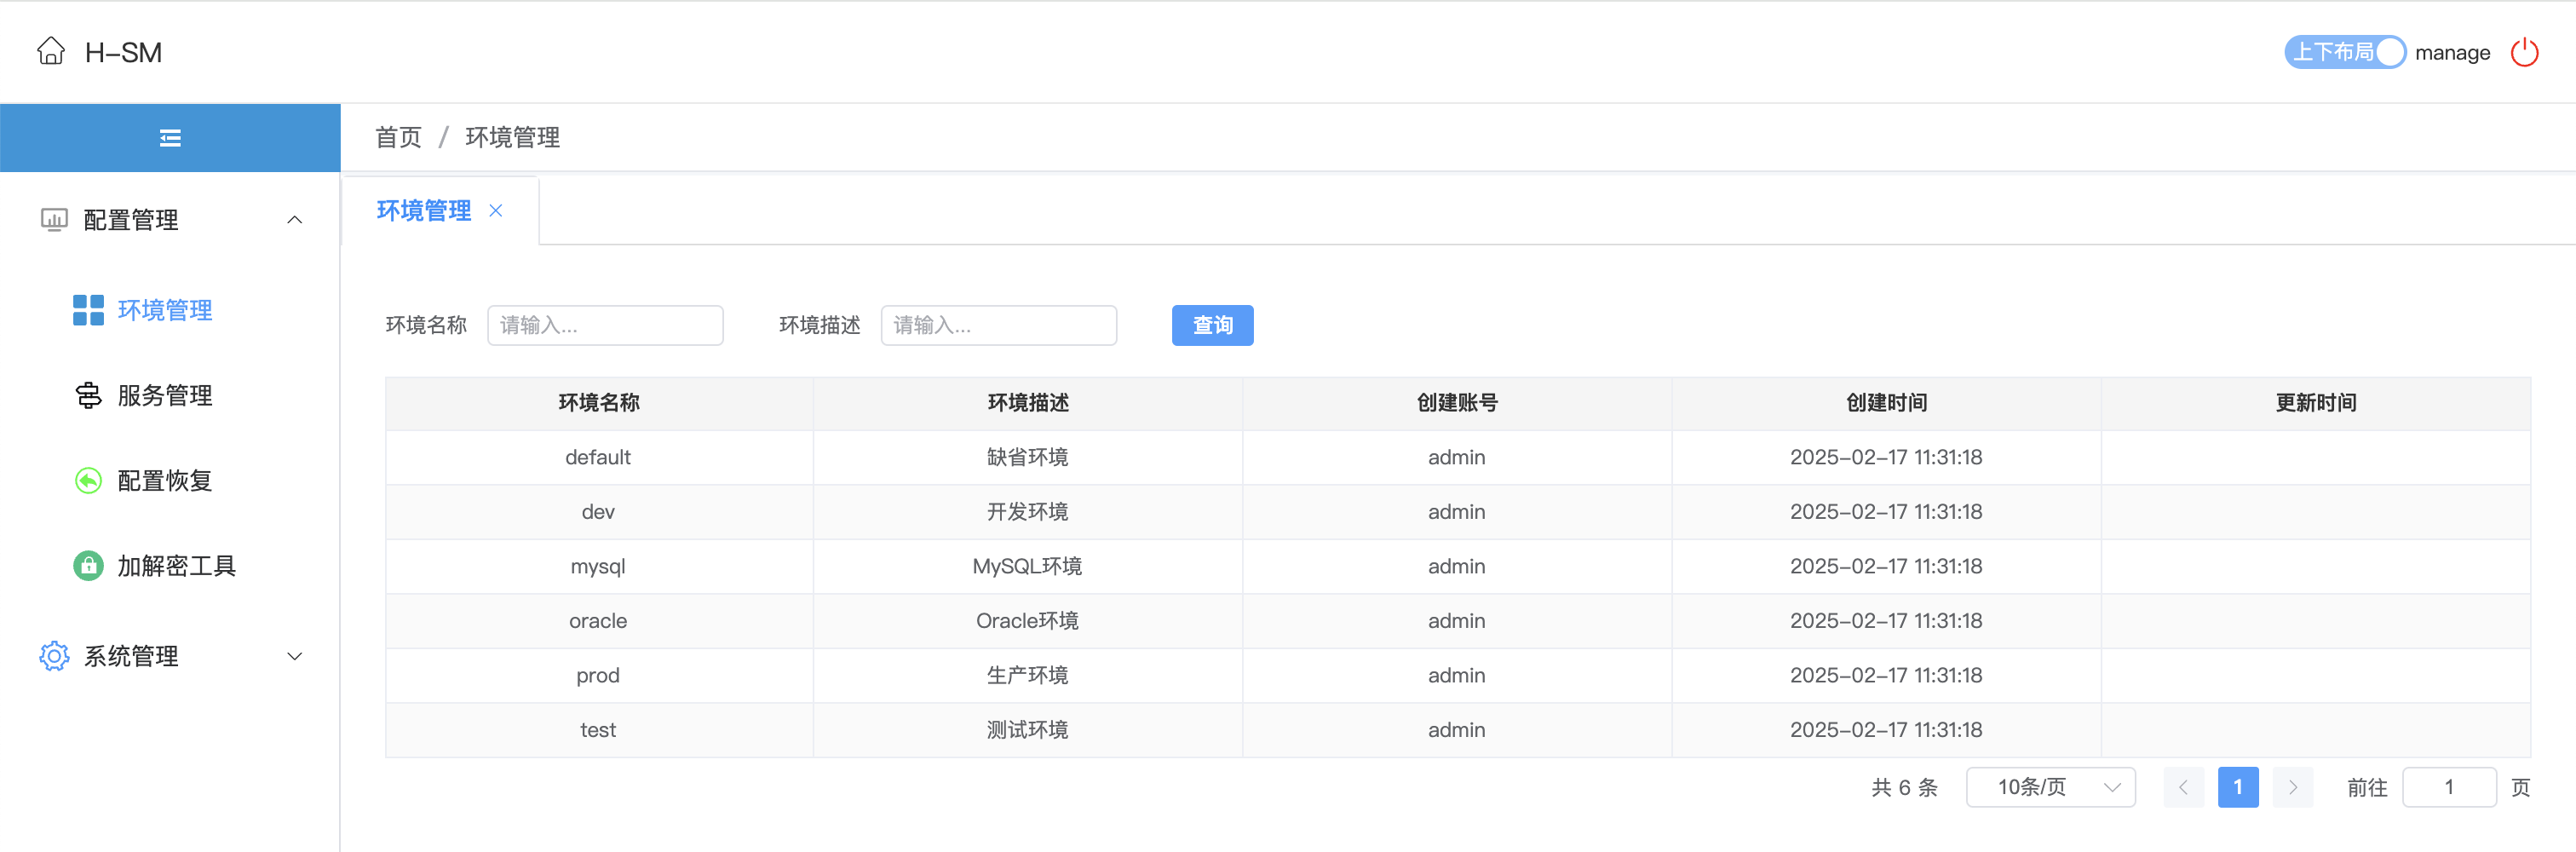 H-SM
上下布局 manage
首页 / 环境管理
配置管理
环境管理
服务管理
配置恢复
加解密工具
系统管理
环境管理
环境名称 请输入... 环境描述 请输入... 查询
环境名称 环境描述 创建账号 创建时间 更新时间
default 缺省环境 admin 2025-02-17 11:31:18
dev 开发环境 admin 2025-02-17 11:31:18
mysql MySQL环境 admin 2025-02-17 11:31:18
oracle Oracle环境 admin 2025-02-17 11:31:18
prod 生产环境 admin 2025-02-17 11:31:18
test 测试环境 admin 2025-02-17 11:31:18
共 6 条 10条/页 1 前往 1 页